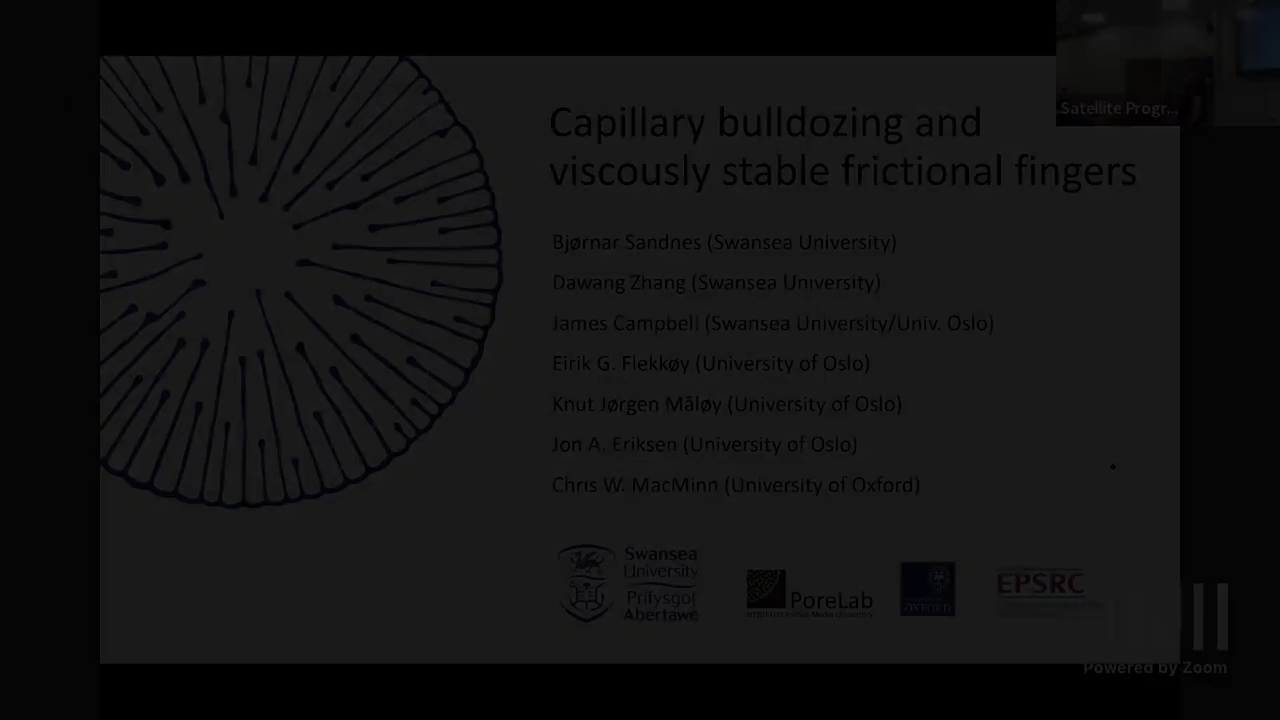 Satellite Progr...
Capillary bulldozing and
viscously stable frictional fingers
Bjørnar Sandnes (Swansea University)
Dawang Zhang (Swansea University)
James Campbell (Swansea University/Univ. Oslo)
Eirik G. Flekkøy (University of Oslo)
Knut Jørgen Måløy (University of Oslo)
Jon A. Eriksen (University of Oslo)
Chris W. MacMinn (University of Oxford)
Swansea
University
Prifysgol
Abertawe
PoreLab
OXFORD
EPSRC
Powered by Zoom